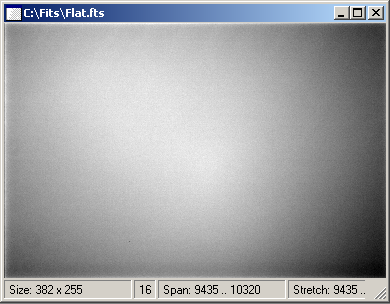 C:\Fits\Flat.fts
Size: 382 x 255 16 Span: 9435 .. 10320 Stretch: 9435 ..